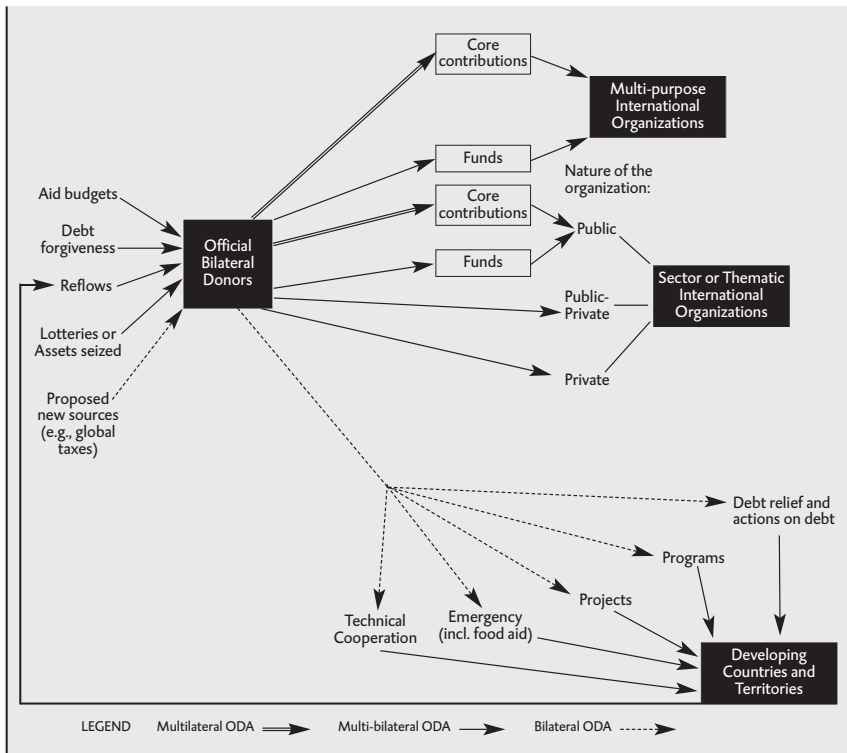 Core
contributions
Multi-purpose
International
Organizations
Funds
Nature of the
organization:
Core
contributions
Public
Funds
Aid budgets
Debt
forgiveness
Reflows
Lotteries or
Assets seized
Proposed
new sources
(e.g., global
taxes)
Official
Bilateral
Donors
Public-
Private
Private
Sector or Thematic
International
Organizations
Debt relief and
actions on debt
Programs
Projects
Emergency
(incl. food aid)
Technical
Cooperation
Developing
Countries and
Territories
LEGEND Multilateral ODA Multi-bilateral ODA Bilateral ODA